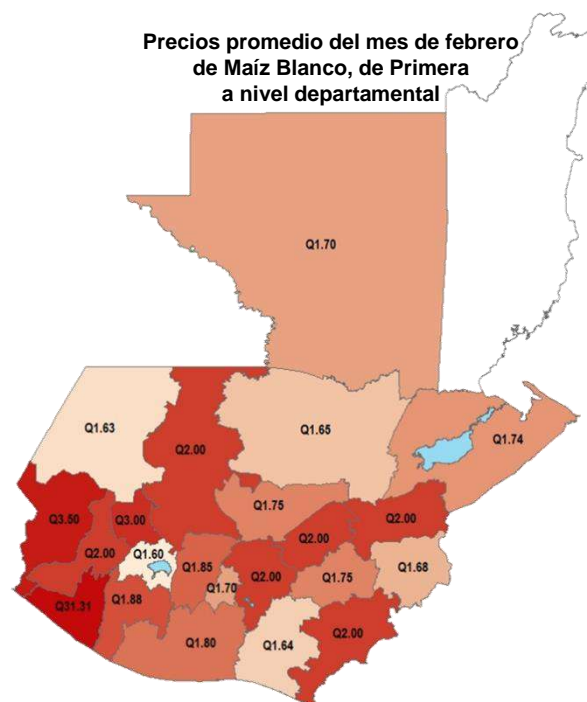 Precios promedio del mes de febrero
de Maíz Blanco, de Primera
a nivel departamental
Q1.70
Q1.63
Q2.00
Q1.65
Q1.74
Q3.50
Q3.00
Q1.75
Q2.00
Q2.00
Q2.00
Q1.60
Q1.85
Q1.70
Q2.00
Q1.75
Q1.68
Q31.31
Q1.88
Q1.80
Q1.64
Q2.00